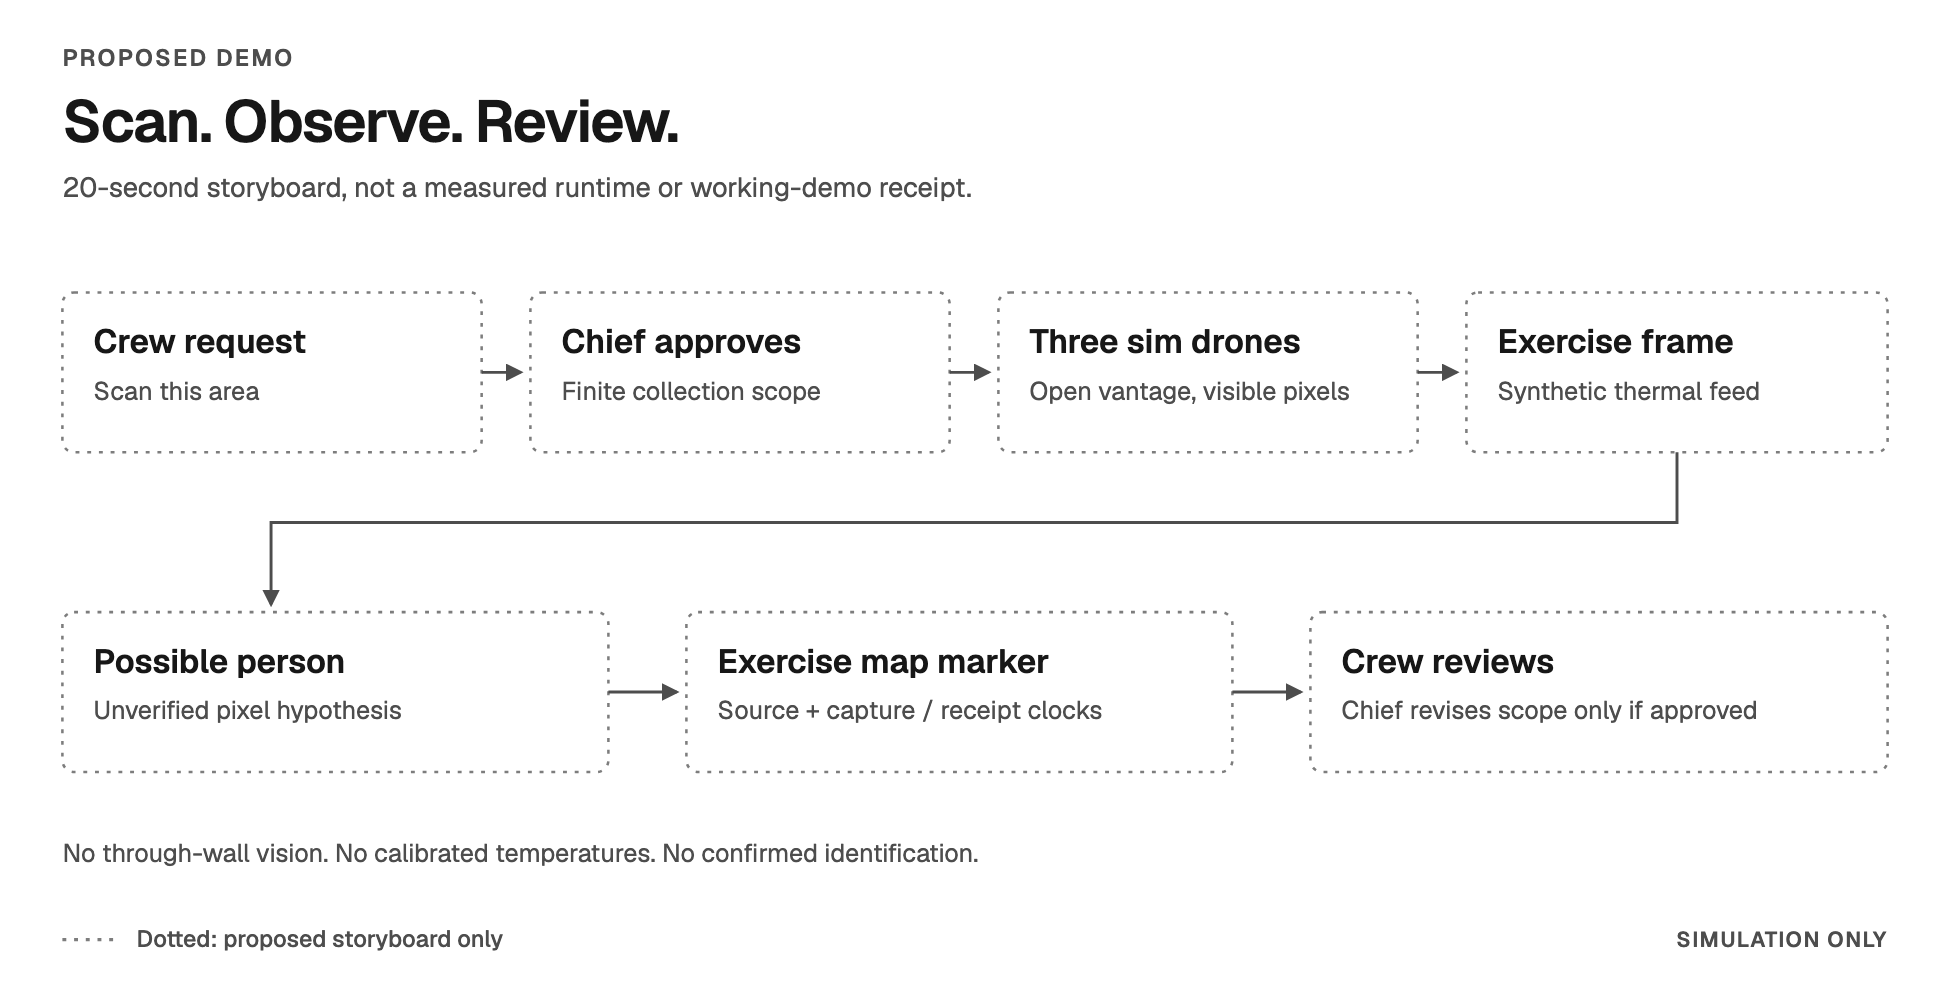 PROPOSED DEMO
Scan. Observe. Review.
20-second storyboard, not a measured runtime or working-demo receipt.
Crew request
Scan this area
Chief approves
Finite collection scope
Three sim drones
Open vantage, visible pixels
Exercise frame
Synthetic thermal feed
Possible person
Unverified pixel hypothesis
Exercise map marker
Source + capture / receipt clocks
Crew reviews
Chief revises scope only if approved
No through-wall vision. No calibrated temperatures. No confirmed identification.
Dotted: proposed storyboard only
SIMULATION ONLY